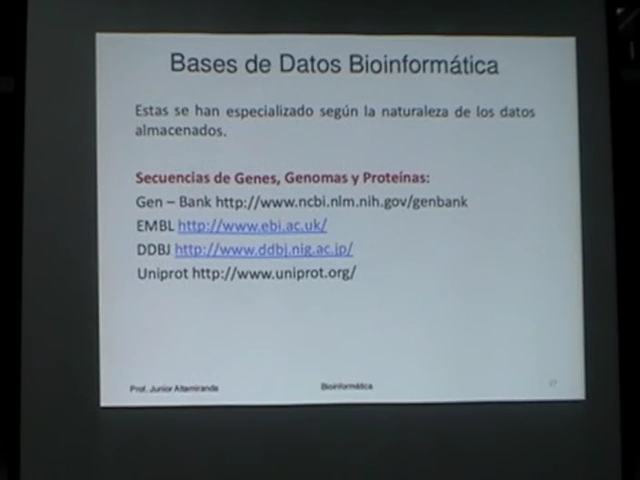 Bases de Datos Bioinformática
Estas se han especializado según la naturaleza de los datos
almacenados.
Secuencias de Genes, Genomas y Proteínas:
Gen – Bank http://www.ncbi.nlm.nih.gov/genbank
EMBL http://www.ebi.ac.uk/
DDBJ http://www.ddbj.nig.ac.jp/
Uniprot http://www.uniprot.org/
Prof. Junior Altamiranda
Bioinformática